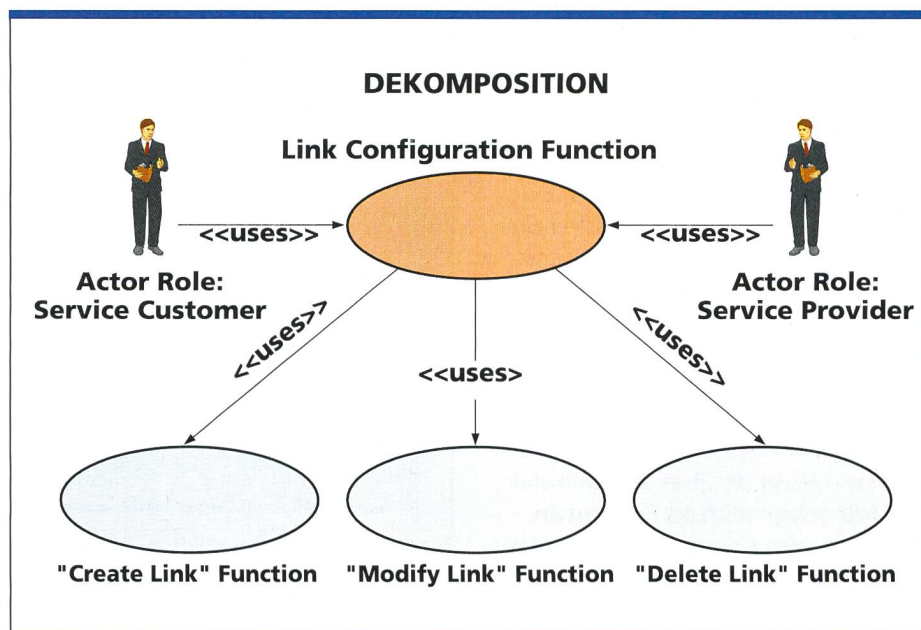 DEKOMPOSITION
Link Configuration Function
<<uses>>
<<uses>>
Actor Role:
Service Customer
Actor Role:
Service Provider
<<uses>>
<<uses>
<<uses>>
"Create Link" Function
"Modify Link" Function
"Delete Link" Function